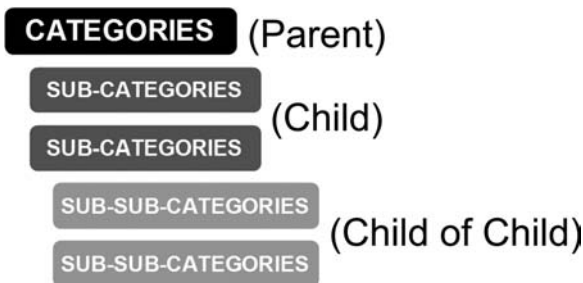 CATEGORIES (Parent)
SUB-CATEGORIES
(Child)
SUB-CATEGORIES
SUB-SUB-CATEGORIES
(Child of Child)
SUB-SUB-CATEGORIES